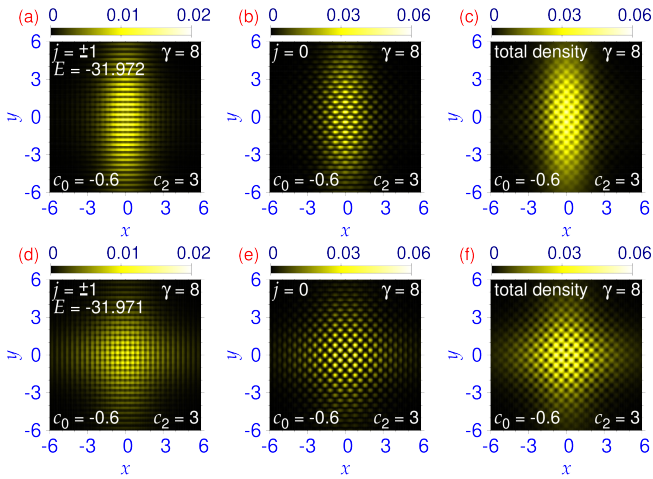 (a) 0 0.01 0.02 (b) 0 0.03 0.06 (c) 0 0.03 0.06
6 j = ±1 γ = 8 6 j = 0 γ = 8 6 total density γ = 8
E = -31.972
3 3 3
y 0 y 0 y 0
-3 -3 -3
c₀ = -0.6 c₂ = 3 c₀ = -0.6 c₂ = 3 c₀ = -0.6 c₂ = 3
-6 -6 -6
-6 -3 0 3 6 -6 -3 0 3 6 -6 -3 0 3 6
x x x
(d) 0 0.01 0.02 (e) 0 0.03 0.06 (f) 0 0.03 0.06
6 j = ±1 γ = 8 6 j = 0 γ = 8 6 total density γ = 8
E = -31.971
3 3 3
y 0 y 0 y 0
-3 -3 -3
c₀ = -0.6 c₂ = 3 c₀ = -0.6 c₂ = 3 c₀ = -0.6 c₂ = 3
-6 -6 -6
-6 -3 0 3 6 -6 -3 0 3 6 -6 -3 0 3 6
x x x